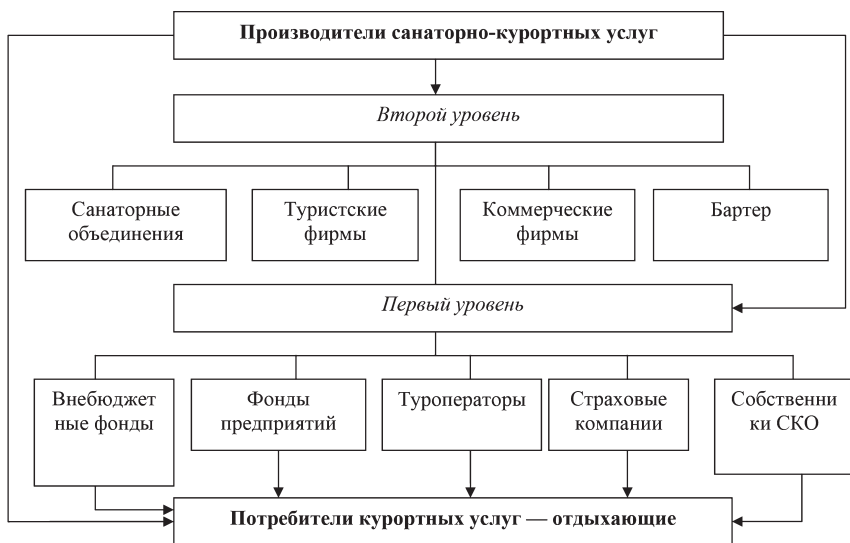 Производители санаторно-курортных услуг
Второй уровень
Санаторные
объединения
Туристские
фирмы
Коммерческие
фирмы
Бартер
Первый уровень
Внебюджет
ные фонды
Фонды
предприятий
Туроператоры
Страховые
компании
Собственни
ки СКО
Потребители курортных услуг — отдыхающие